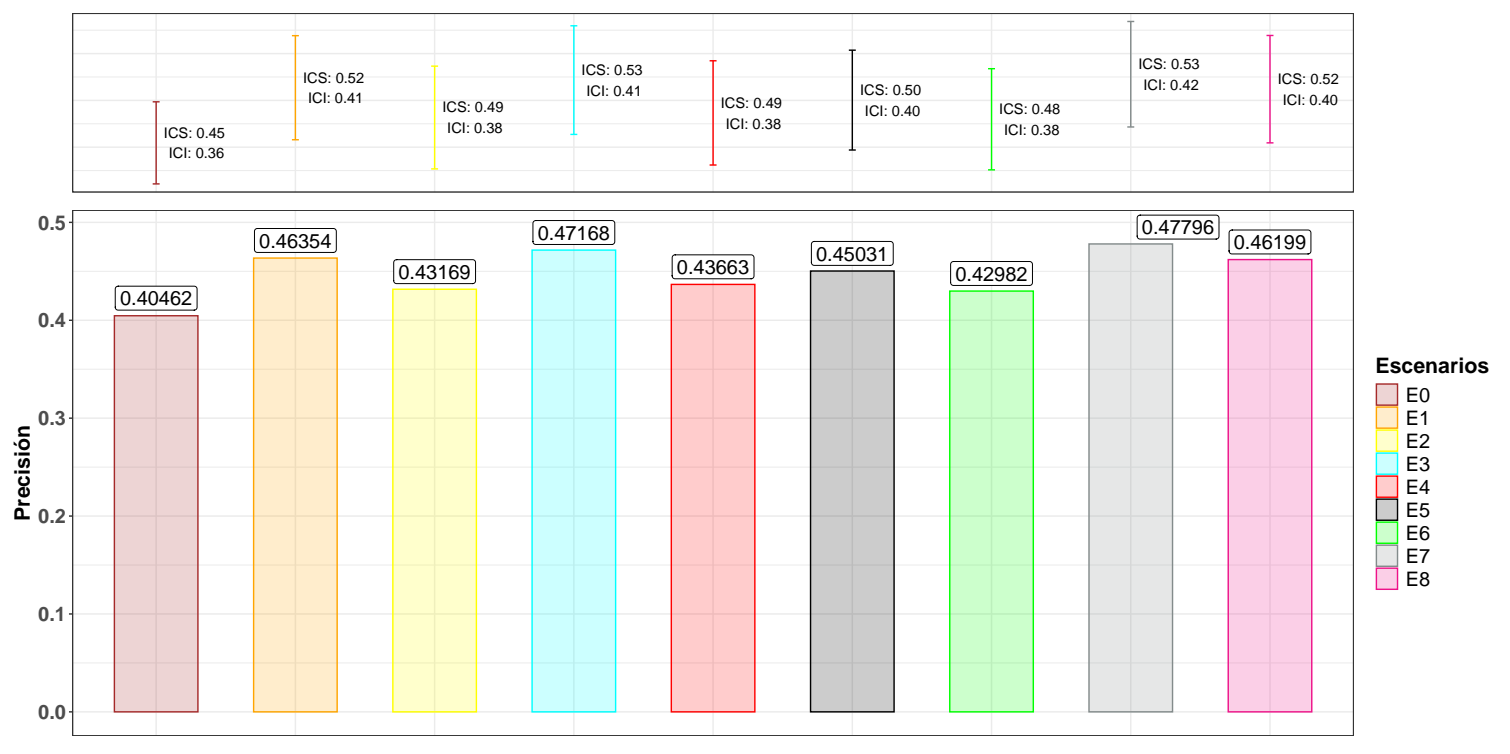 ICS: 0.45
ICI: 0.36
ICS: 0.52
ICI: 0.41
ICS: 0.49
ICI: 0.38
ICS: 0.53
ICI: 0.41
ICS: 0.49
ICI: 0.38
ICS: 0.50
ICI: 0.40
ICS: 0.48
ICI: 0.38
ICS: 0.53
ICI: 0.42
ICS: 0.52
ICI: 0.40
Precisión
0.5
0.4
0.3
0.2
0.1
0.0
0.40462
0.46354
0.43169
0.47168
0.43663
0.45031
0.42982
0.47796
0.46199
Escenarios
E0
E1
E2
E3
E4
E5
E6
E7
E8